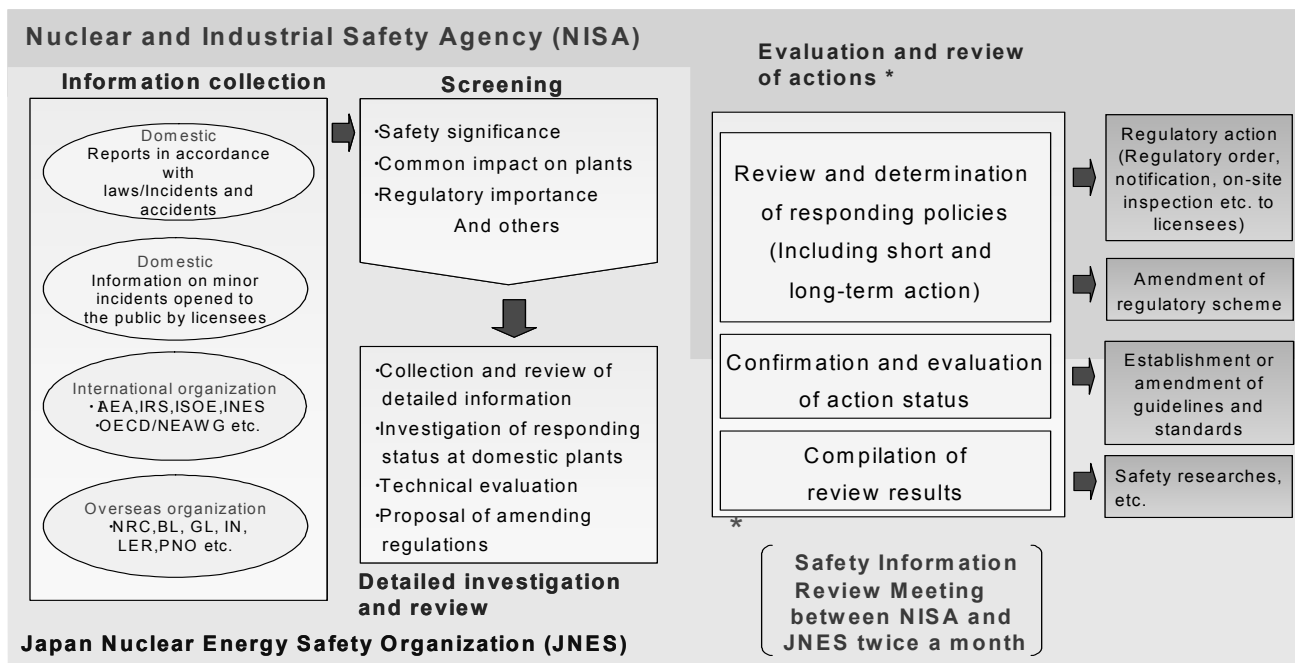 Nuclear and Industrial Safety Agency (NISA)
Information collection
Domestic
Reports in accordance
with
laws/Incidents and
accidents
Domestic
Information on minor
incidents opened to
the public by licensees
International organization
・IAEA,IRS,ISOE,INES
・OECD/NEAWG etc.
Overseas organization
・NRC,BL, GL, IN,
LER,PNO etc.
Screening
・Safety significance
・Common impact on plants
・Regulatory importance
And others
・Collection and review of
detailed information
・Investigation of responding
status at domestic plants
・Technical evaluation
・Proposal of amending
regulations
Detailed investigation
and review
Japan Nuclear Energy Safety Organization (JNES)
Evaluation and review
of actions *
Review and determination
of responding policies
(Including short and
long-term action)
Confirmation and evaluation
of action status
Compilation of
review results
*
Safety Information
Review Meeting
between NISA and
JNES twice a month
Regulatory action
(Regulatory order,
notification, on-site
inspection etc. to
licensees)
Amendment of
regulatory scheme
Establishment or
amendment of
guidelines and
standards
Safety researches,
etc.